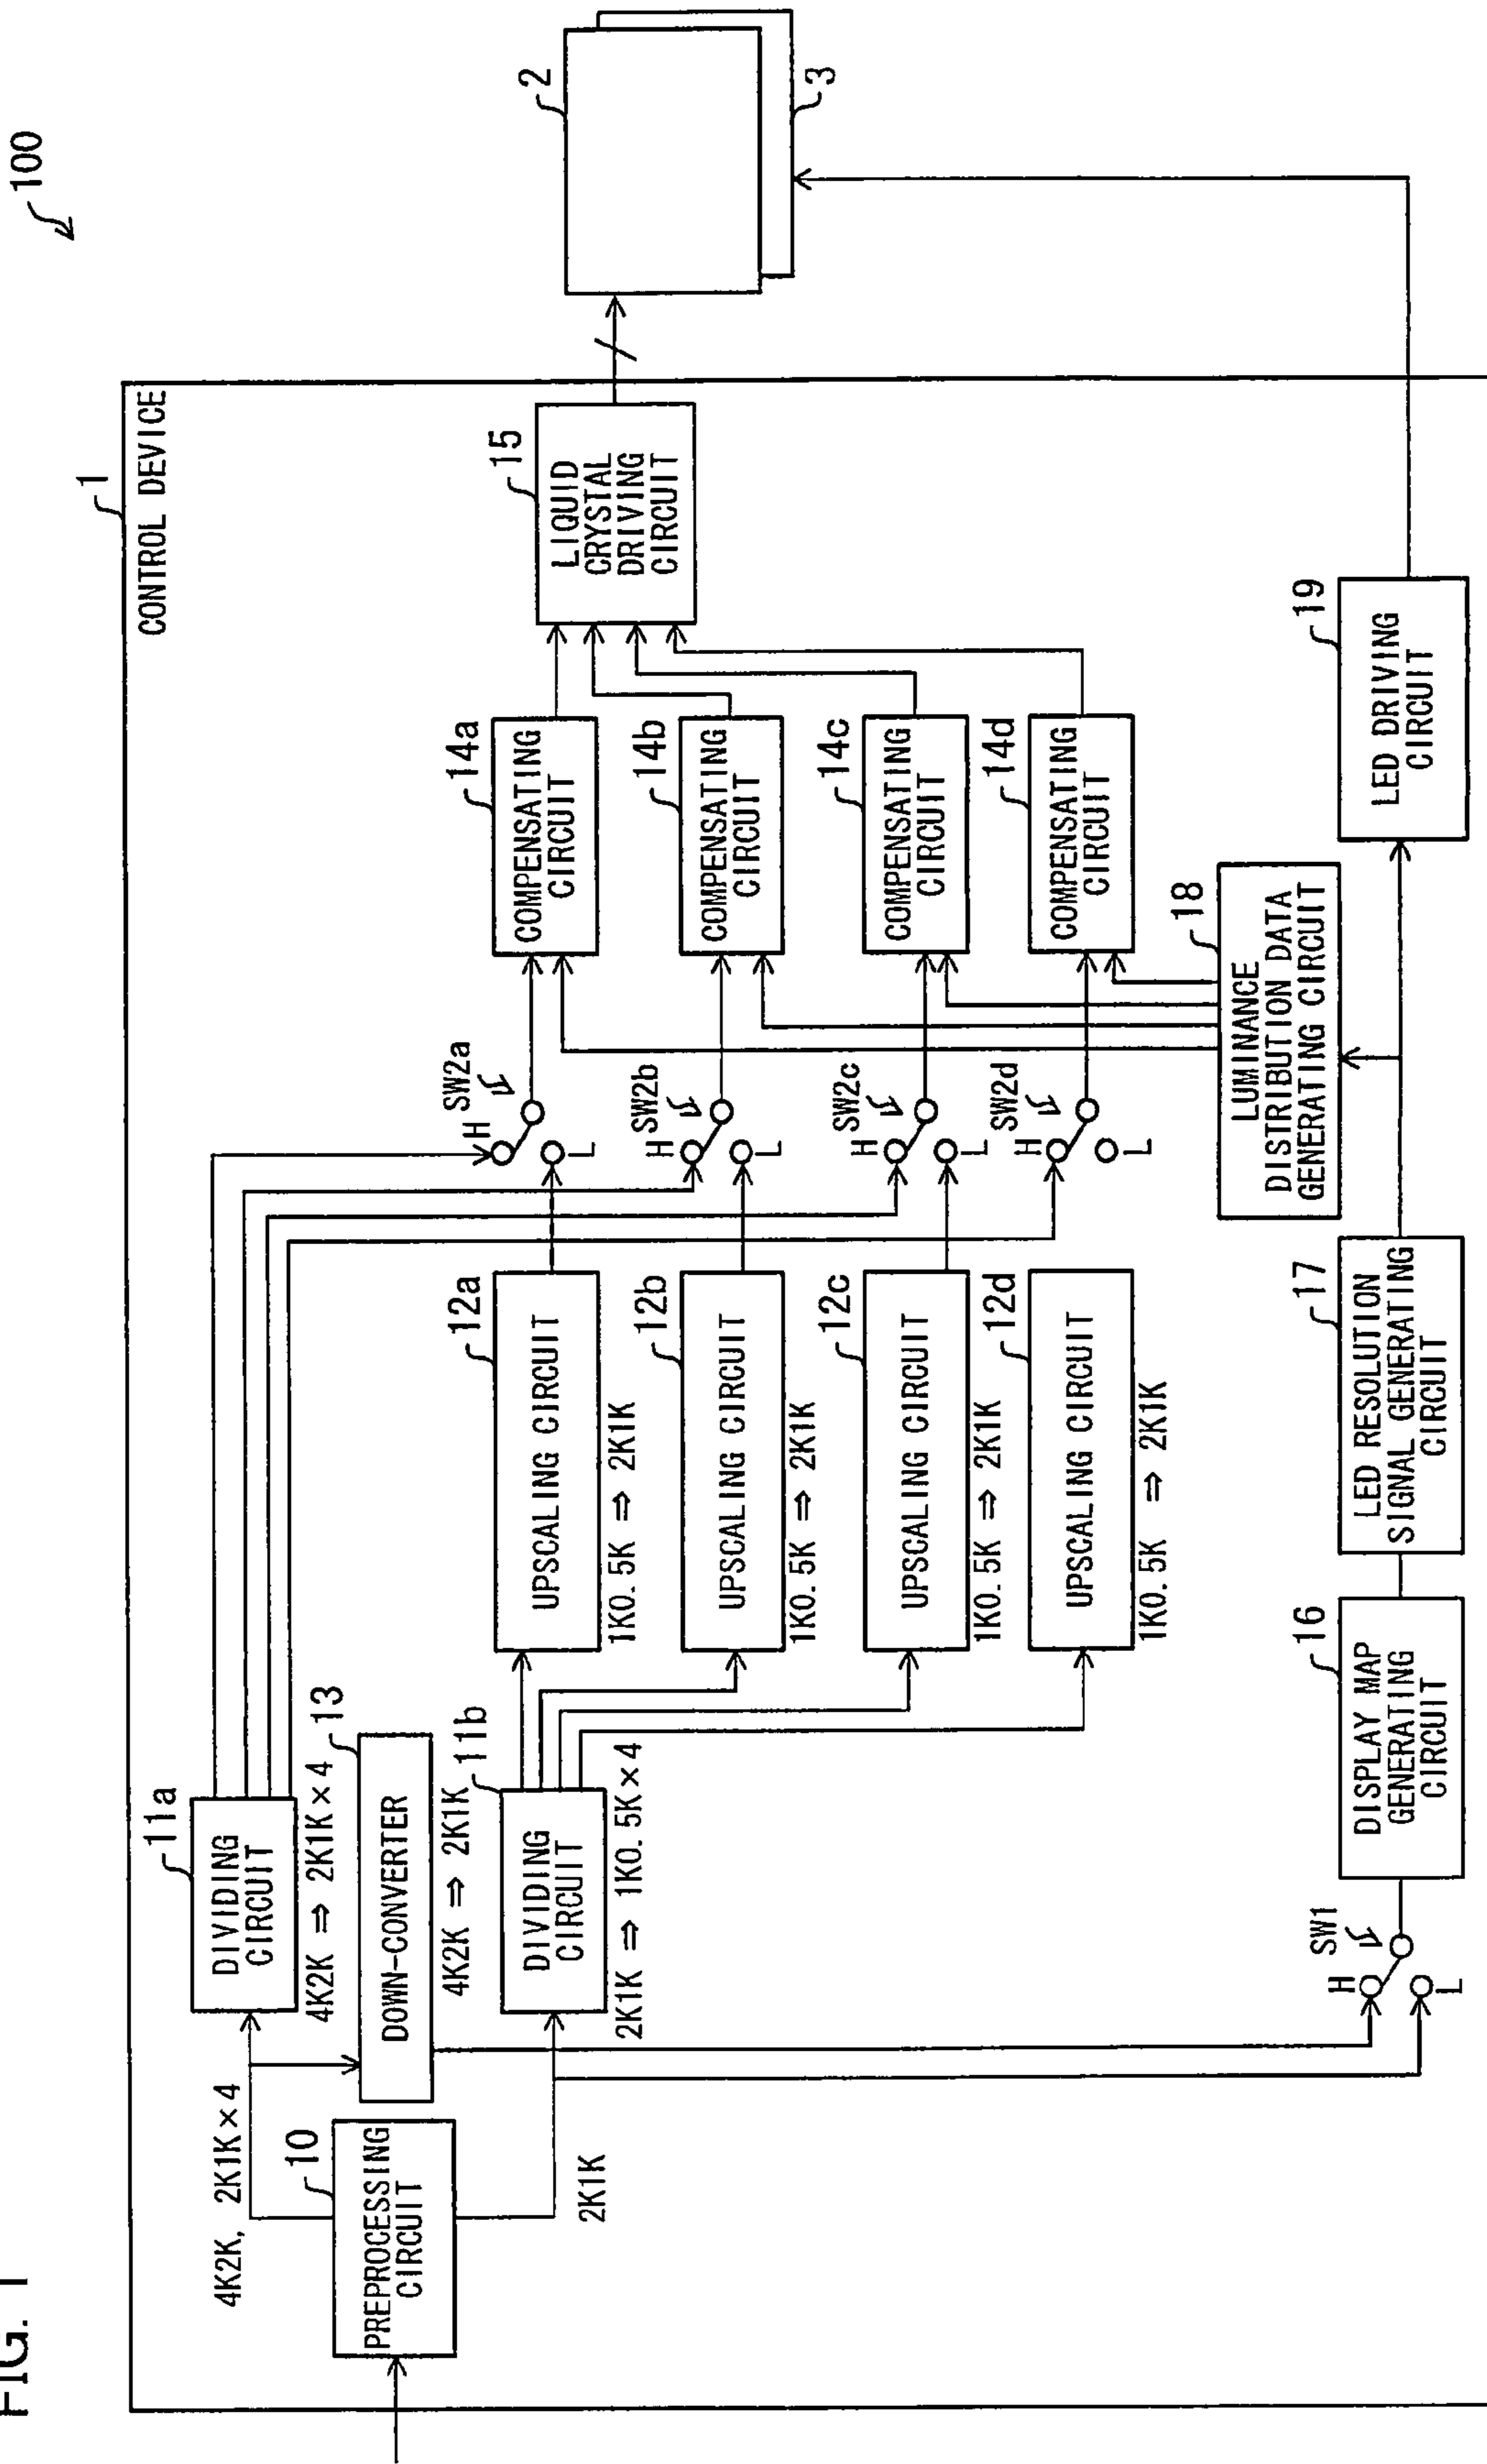 FIG. 1
100
1
CONTROL DEVICE
2
3
4K2K, 2K1K×4
10
PREPROCESSING
CIRCUIT
2K1K
11a
DIVIDING
CIRCUIT
4K2K ⇒ 2K1K×4
13
DOWN-CONVERTER
4K2K ⇒ 2K1K
11b
DIVIDING
CIRCUIT
2K1K ⇒ 1K0.5K×4
12a
UPSCALING CIRCUIT
1K0.5K ⇒ 2K1K
12b
UPSCALING CIRCUIT
1K0.5K ⇒ 2K1K
12c
UPSCALING CIRCUIT
1K0.5K ⇒ 2K1K
12d
UPSCALING CIRCUIT
1K0.5K ⇒ 2K1K
H
SW2a
L
H
SW2b
L
H
SW2c
L
H
SW2d
L
14a
COMPENSATING
CIRCUIT
14b
COMPENSATING
CIRCUIT
14c
COMPENSATING
CIRCUIT
14d
COMPENSATING
CIRCUIT
15
LIQUID
CRYSTAL
DRIVING
CIRCUIT
18
LUMINANCE
DISTRIBUTION DATA
GENERATING CIRCUIT
H
SW1
L
16
DISPLAY MAP
GENERATING
CIRCUIT
17
LED RESOLUTION
SIGNAL GENERATING
CIRCUIT
19
LED DRIVING
CIRCUIT